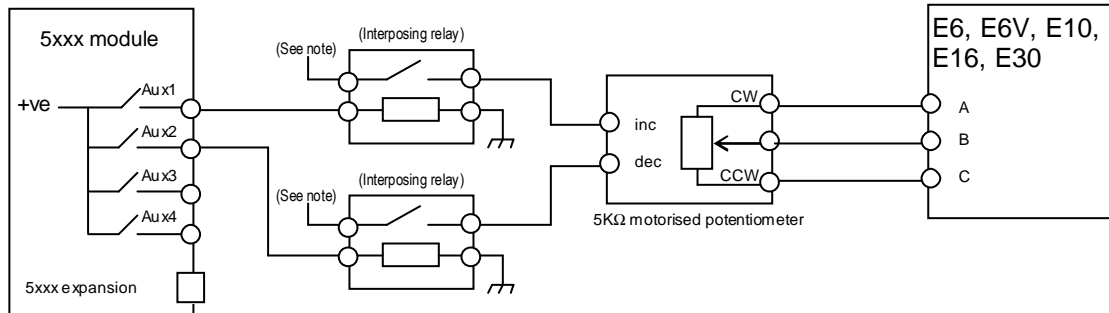 5xxx module
+ve
Aux1
Aux2
Aux3
Aux4
5xxx expansion
(See note)
(Interposing relay)
(See note)
(Interposing relay)
inc
dec
CW
CCW
5KΩ motorised potentiometer
E6, E6V, E10,
E16, E30
A
B
C